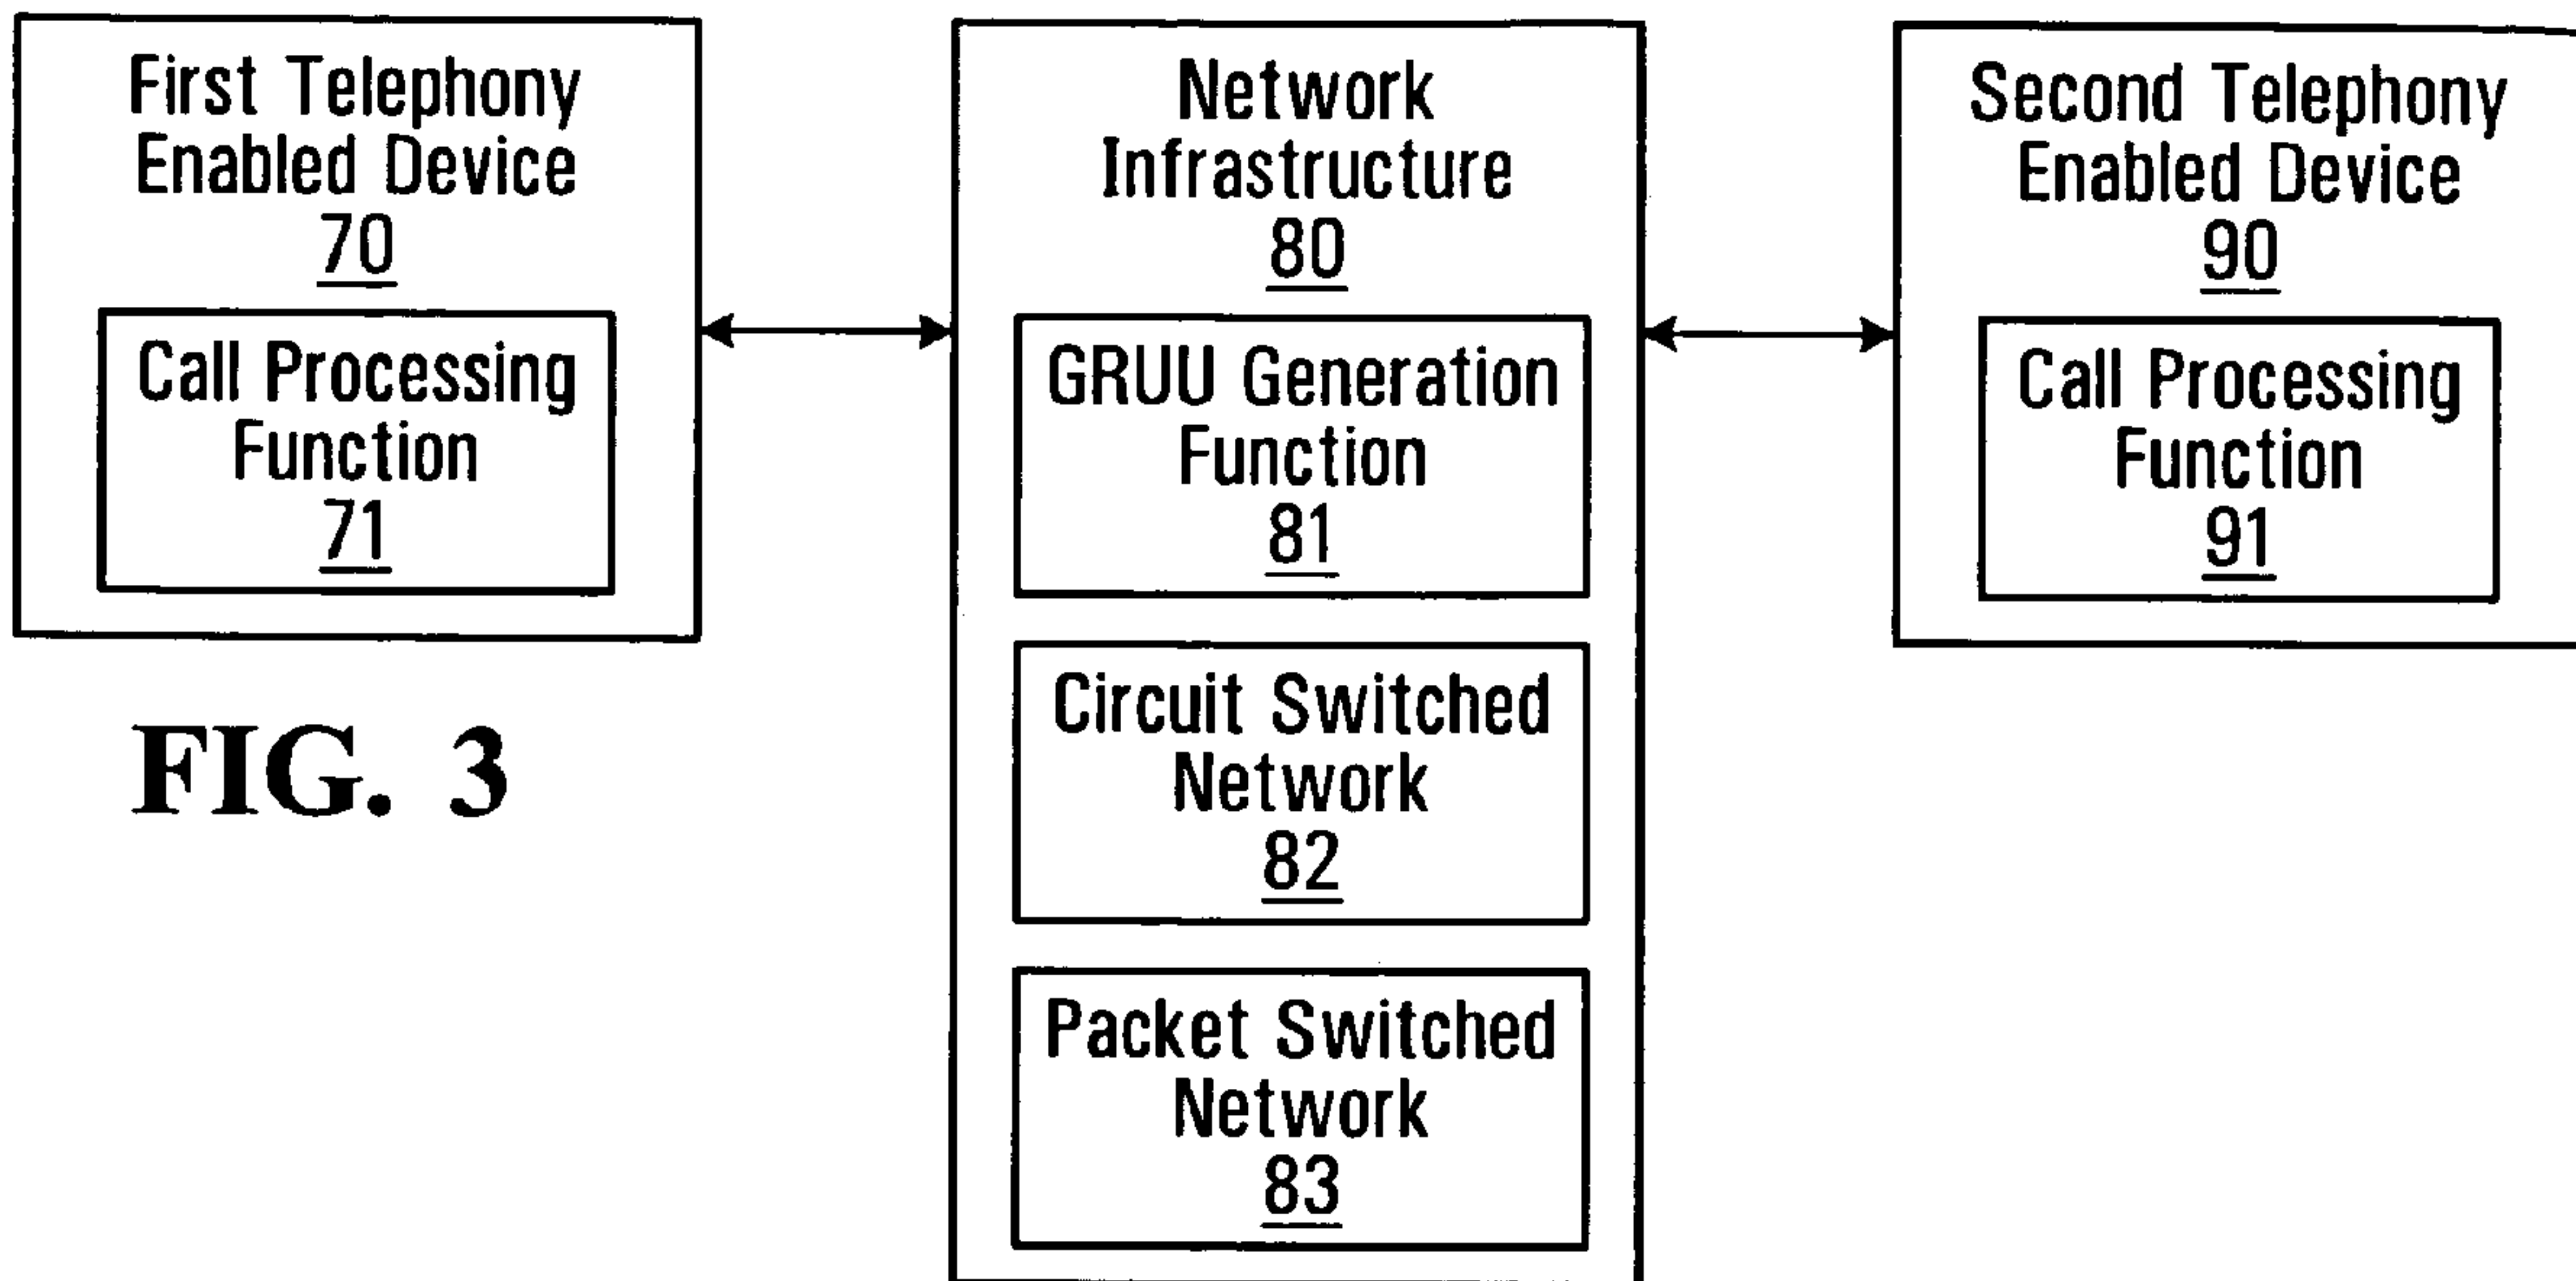 First Telephony
Enabled Device
70
Call Processing
Function
71
Network
Infrastructure
80
GRUU Generation
Function
81
Circuit Switched
Network
82
Packet Switched
Network
83
Second Telephony
Enabled Device
90
Call Processing
Function
91
FIG. 3